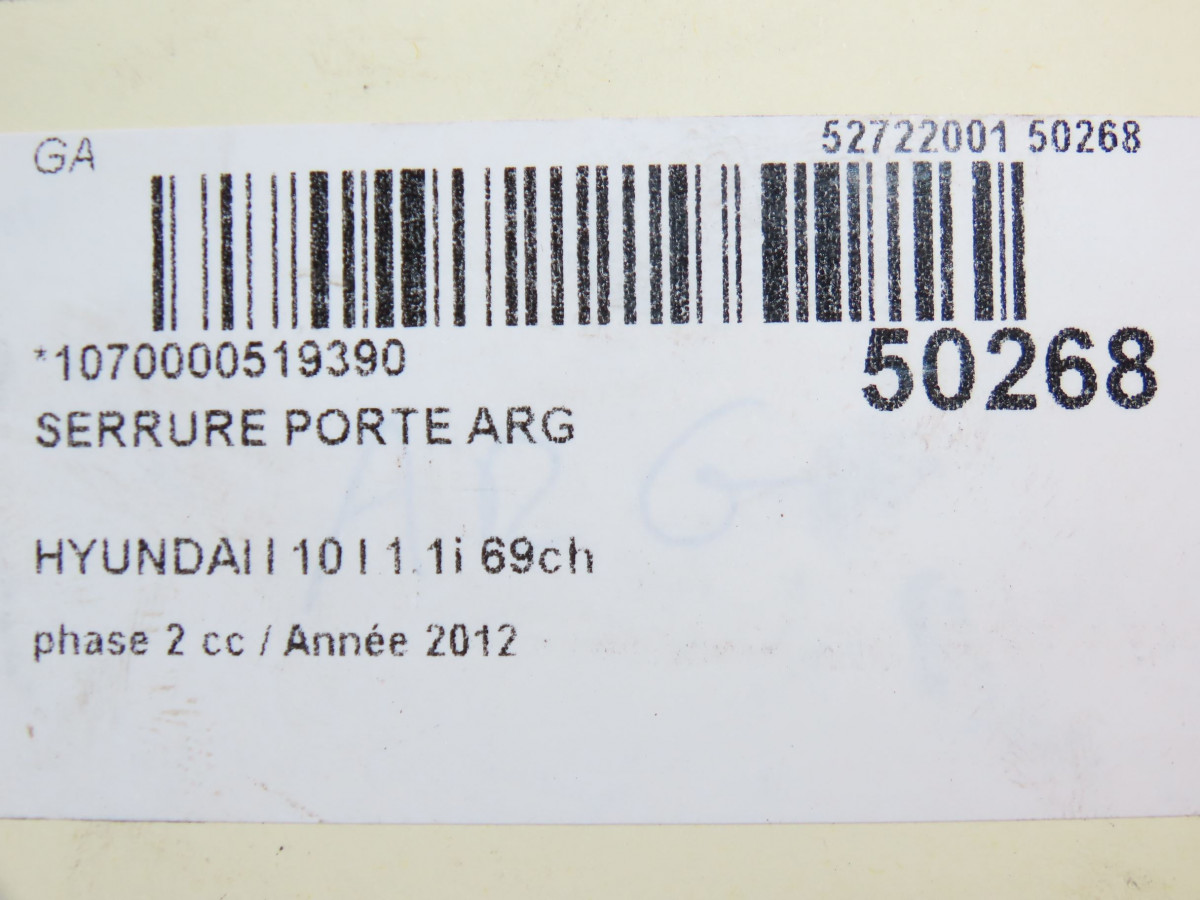 GA
52722001 50268
*1070000519390
50268
SERRURE PORTE ARG
HYUNDAI I 10 I 1.1i 69ch
phase 2 cc / Année 2012